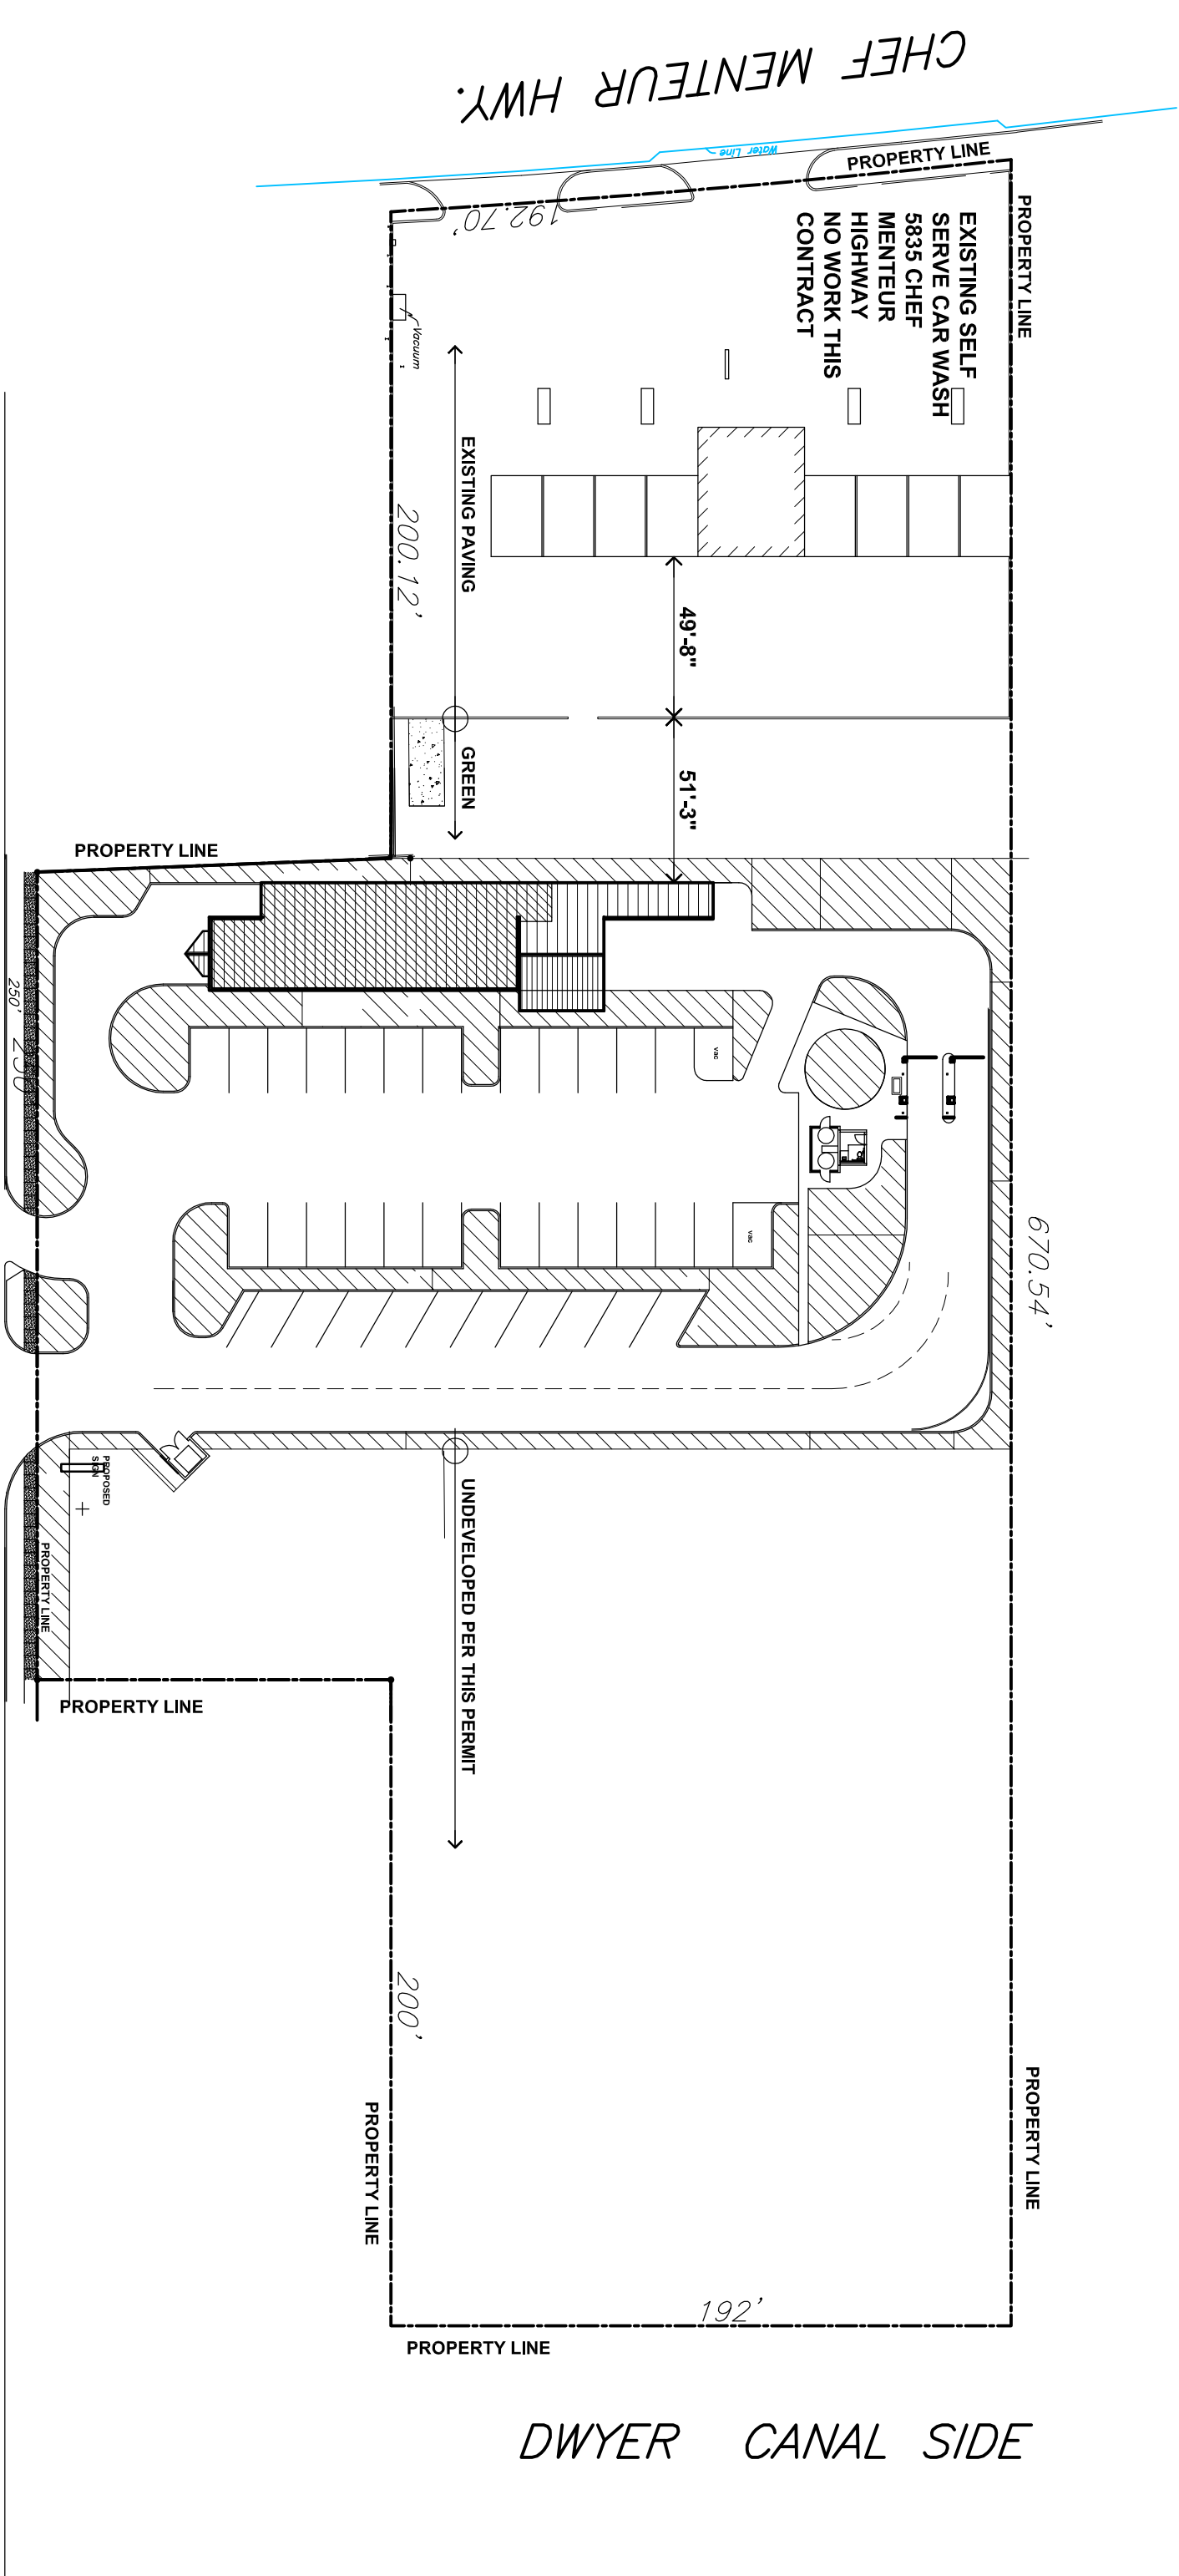 CHEF MENTEUR HWY.
Water Line
PROPERTY LINE
PROPERTY LINE
192.70'
EXISTING SELF
SERVE CAR WASH
5835 CHEF
MENTEUR
HIGHWAY
NO WORK THIS
CONTRACT
Vacuum
EXISTING PAVING
200.12'
49'-8"
51'-3"
GREEN
PROPERTY LINE
250'
250'
vac
vac
670.54'
PROPOSED
SIGN
PROPERTY LINE
UNDEVELOPED PER THIS PERMIT
PROPERTY LINE
200'
PROPERTY LINE
PROPERTY LINE
192'
PROPERTY LINE
DWYER CANAL SIDE